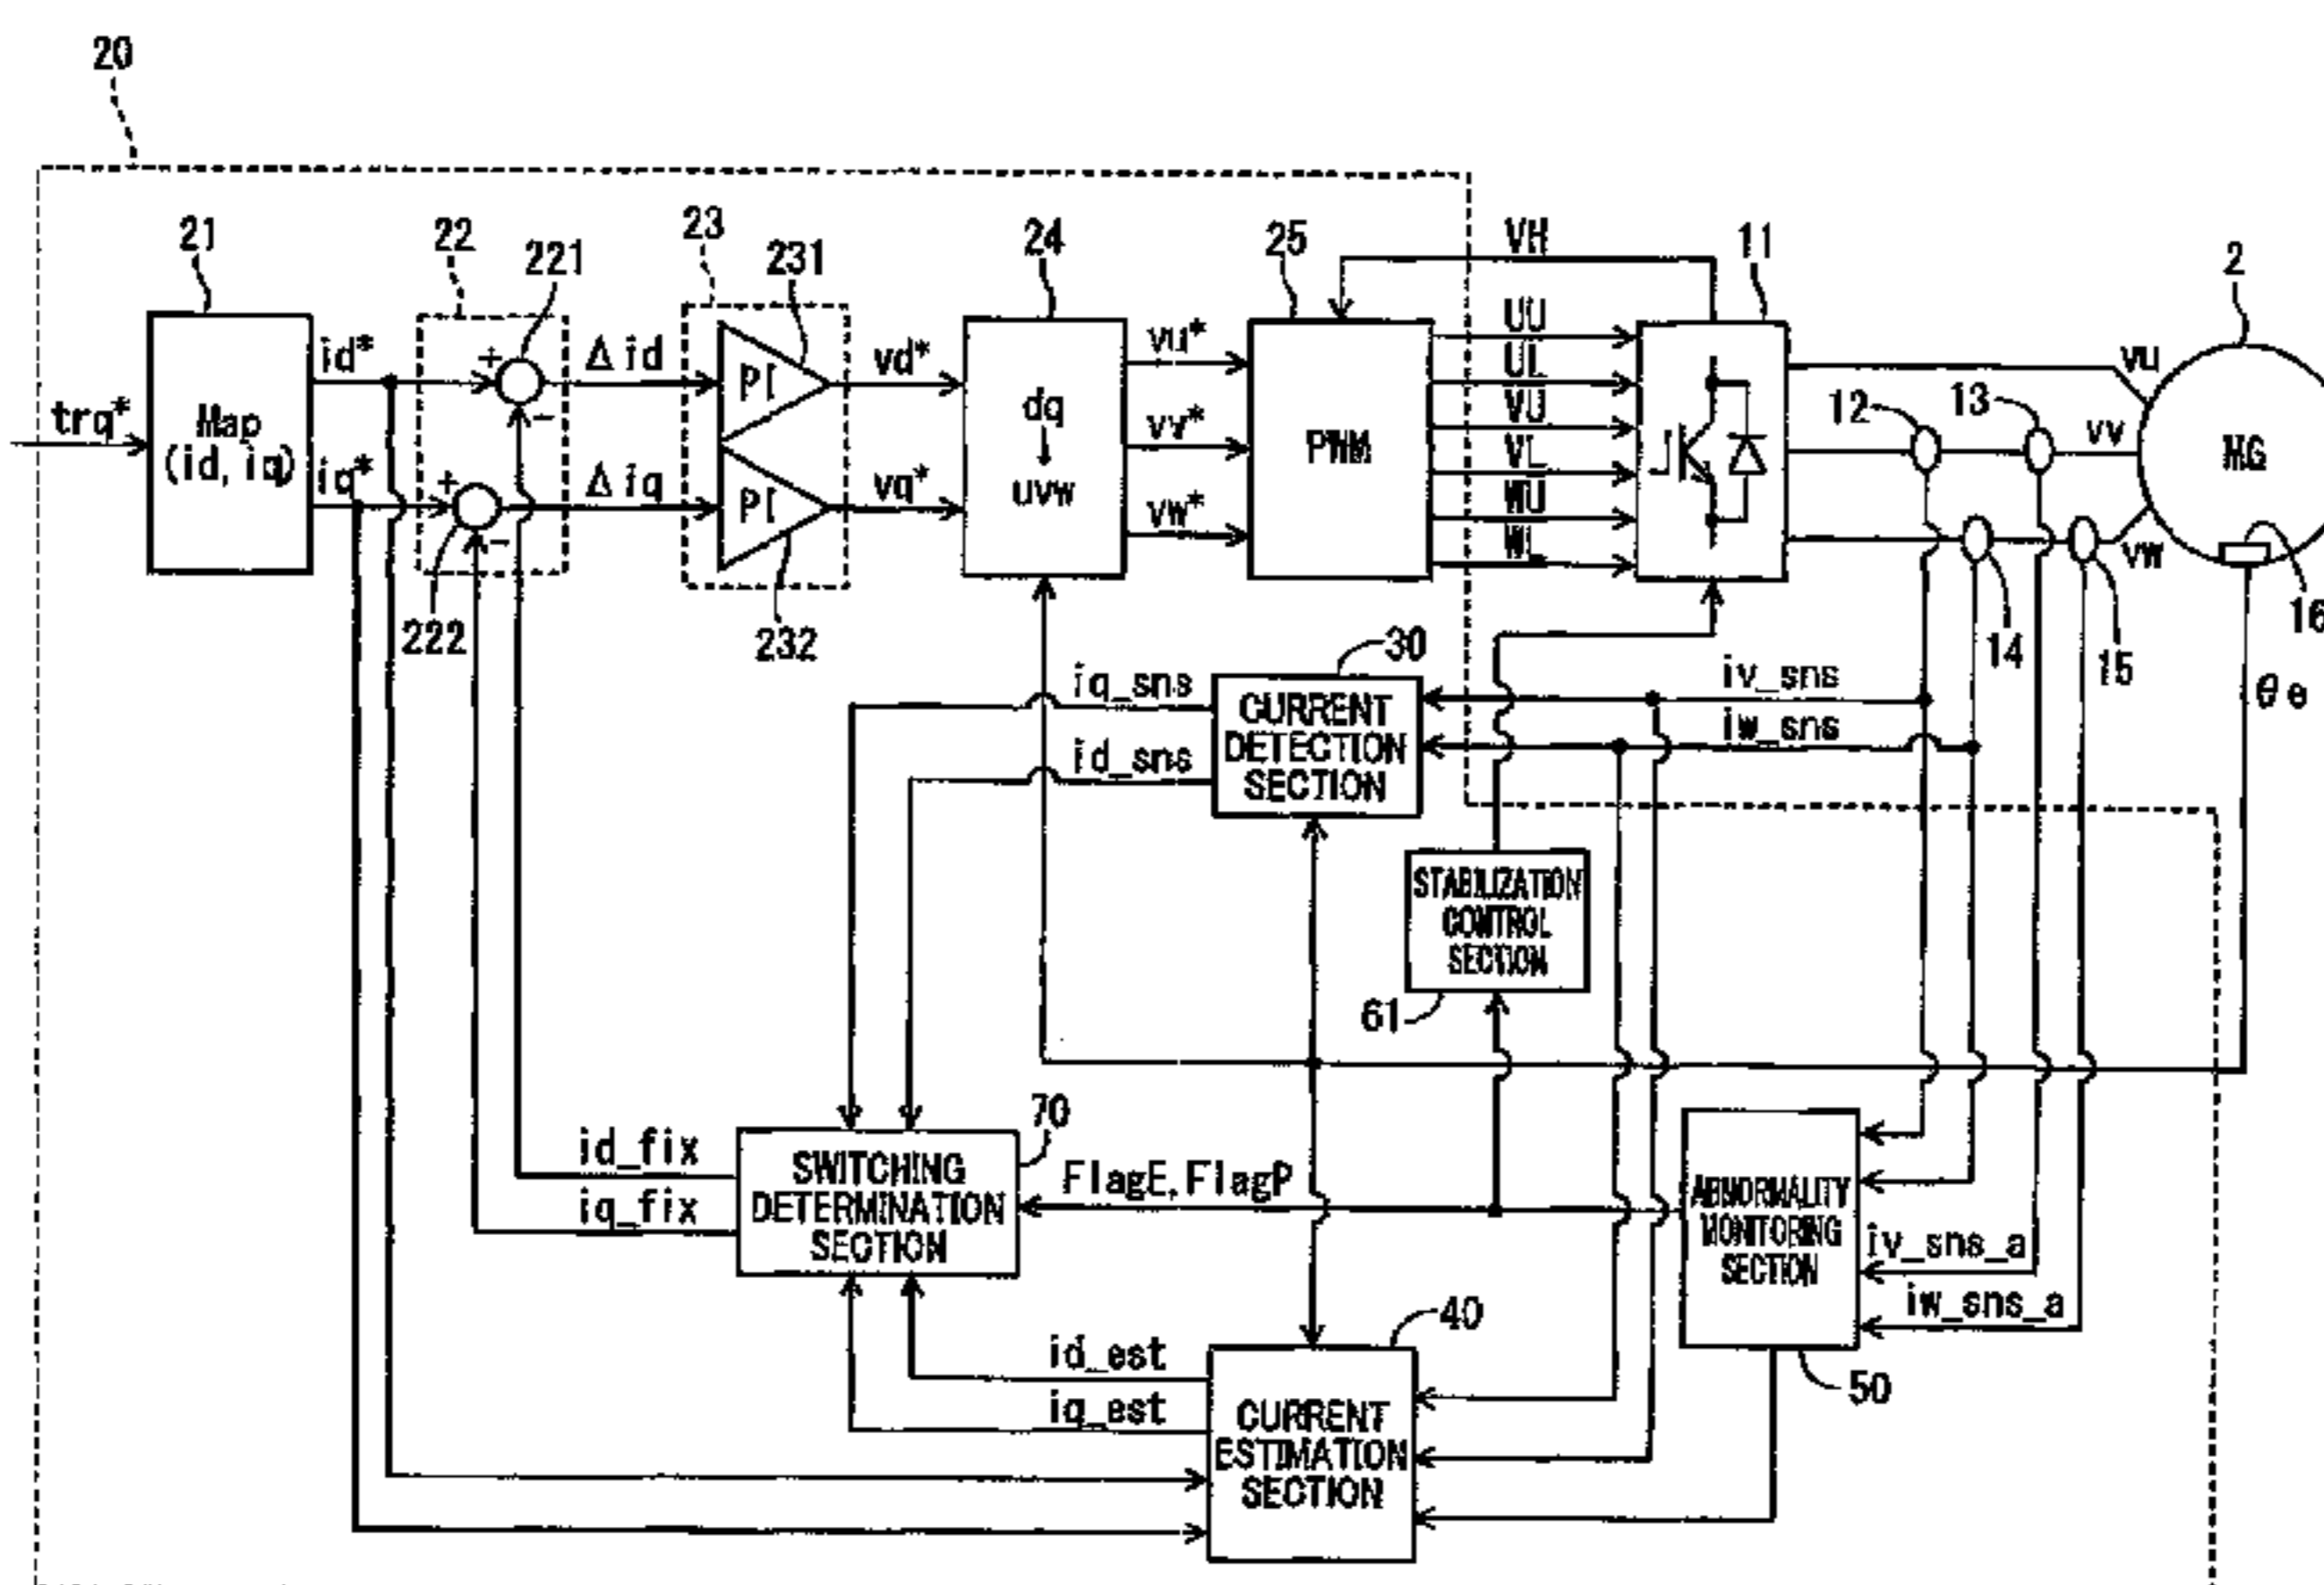 20
21
22
221
23
231
24
25
VH
11
2
trq*
Map
(id, iq)
id*
iq*
+
-
+
-
Δid
Δiq
222
PI
PI
232
vd*
vq*
dq
uvw
vu*
vv*
vw*
PWM
UU
UL
VU
VL
WU
WL
12
13
14
15
vu
vv
vw
MG
16
θe
iq_sns
id_sns
30
CURRENT
DETECTION
SECTION
iv_sns
iw_sns
STABILIZATION
CONTROL
SECTION
61
id_fix
iq_fix
70
SWITCHING
DETERMINATION
SECTION
FlagE, FlagP
ABNORMALITY
MONITORING
SECTION
iv_sns_a
iw_sns_a
50
id_est
iq_est
40
CURRENT
ESTIMATION
SECTION